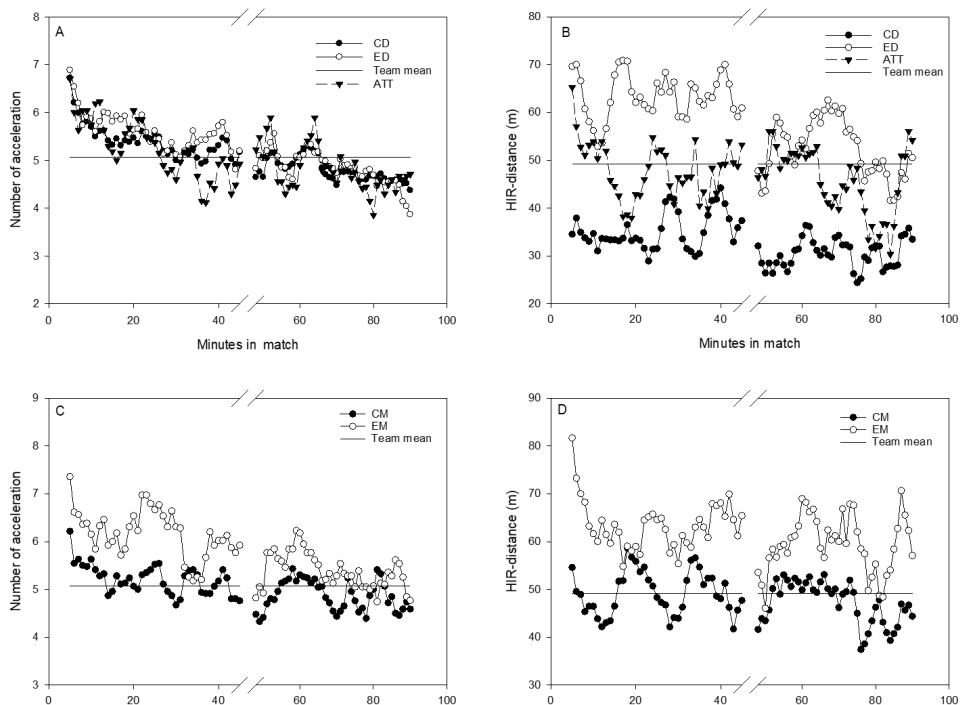 A
CD
ED
Team mean
ATT
Number of acceleration
8
7
6
5
4
3
2
0 20 40 60 80 100
Minutes in match
B
CD
ED
ATT
Team mean
HIR-distance (m)
80
70
60
50
40
30
20
0 20 40 60 80 100
Minutes in match
C
CM
EM
Team mean
Number of acceleration
9
8
7
6
5
4
3
0 20 40 60 80 100
D
CM
EM
Team mean
HIR-distance (m)
90
80
70
60
50
40
30
0 20 40 60 80 100